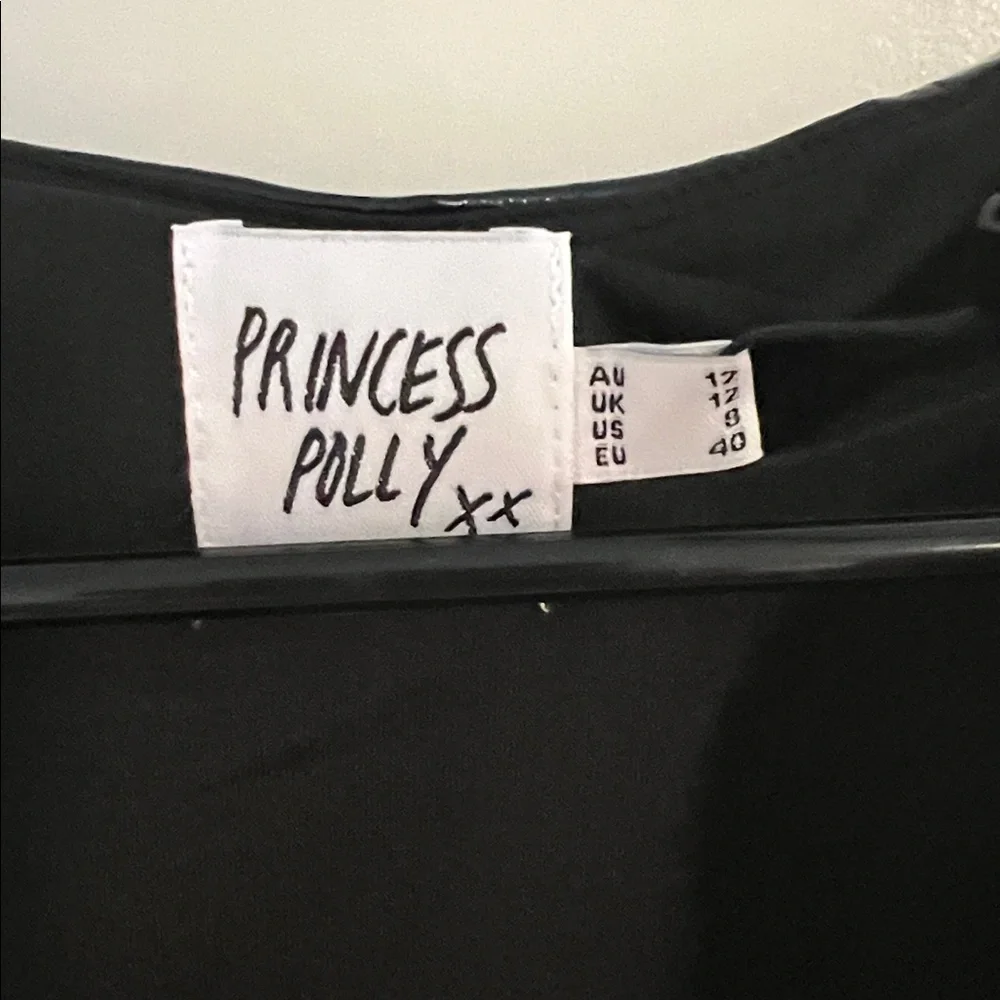 PRINCESS
POLLY xx
AU 12
UK 12
US 8
EU 40